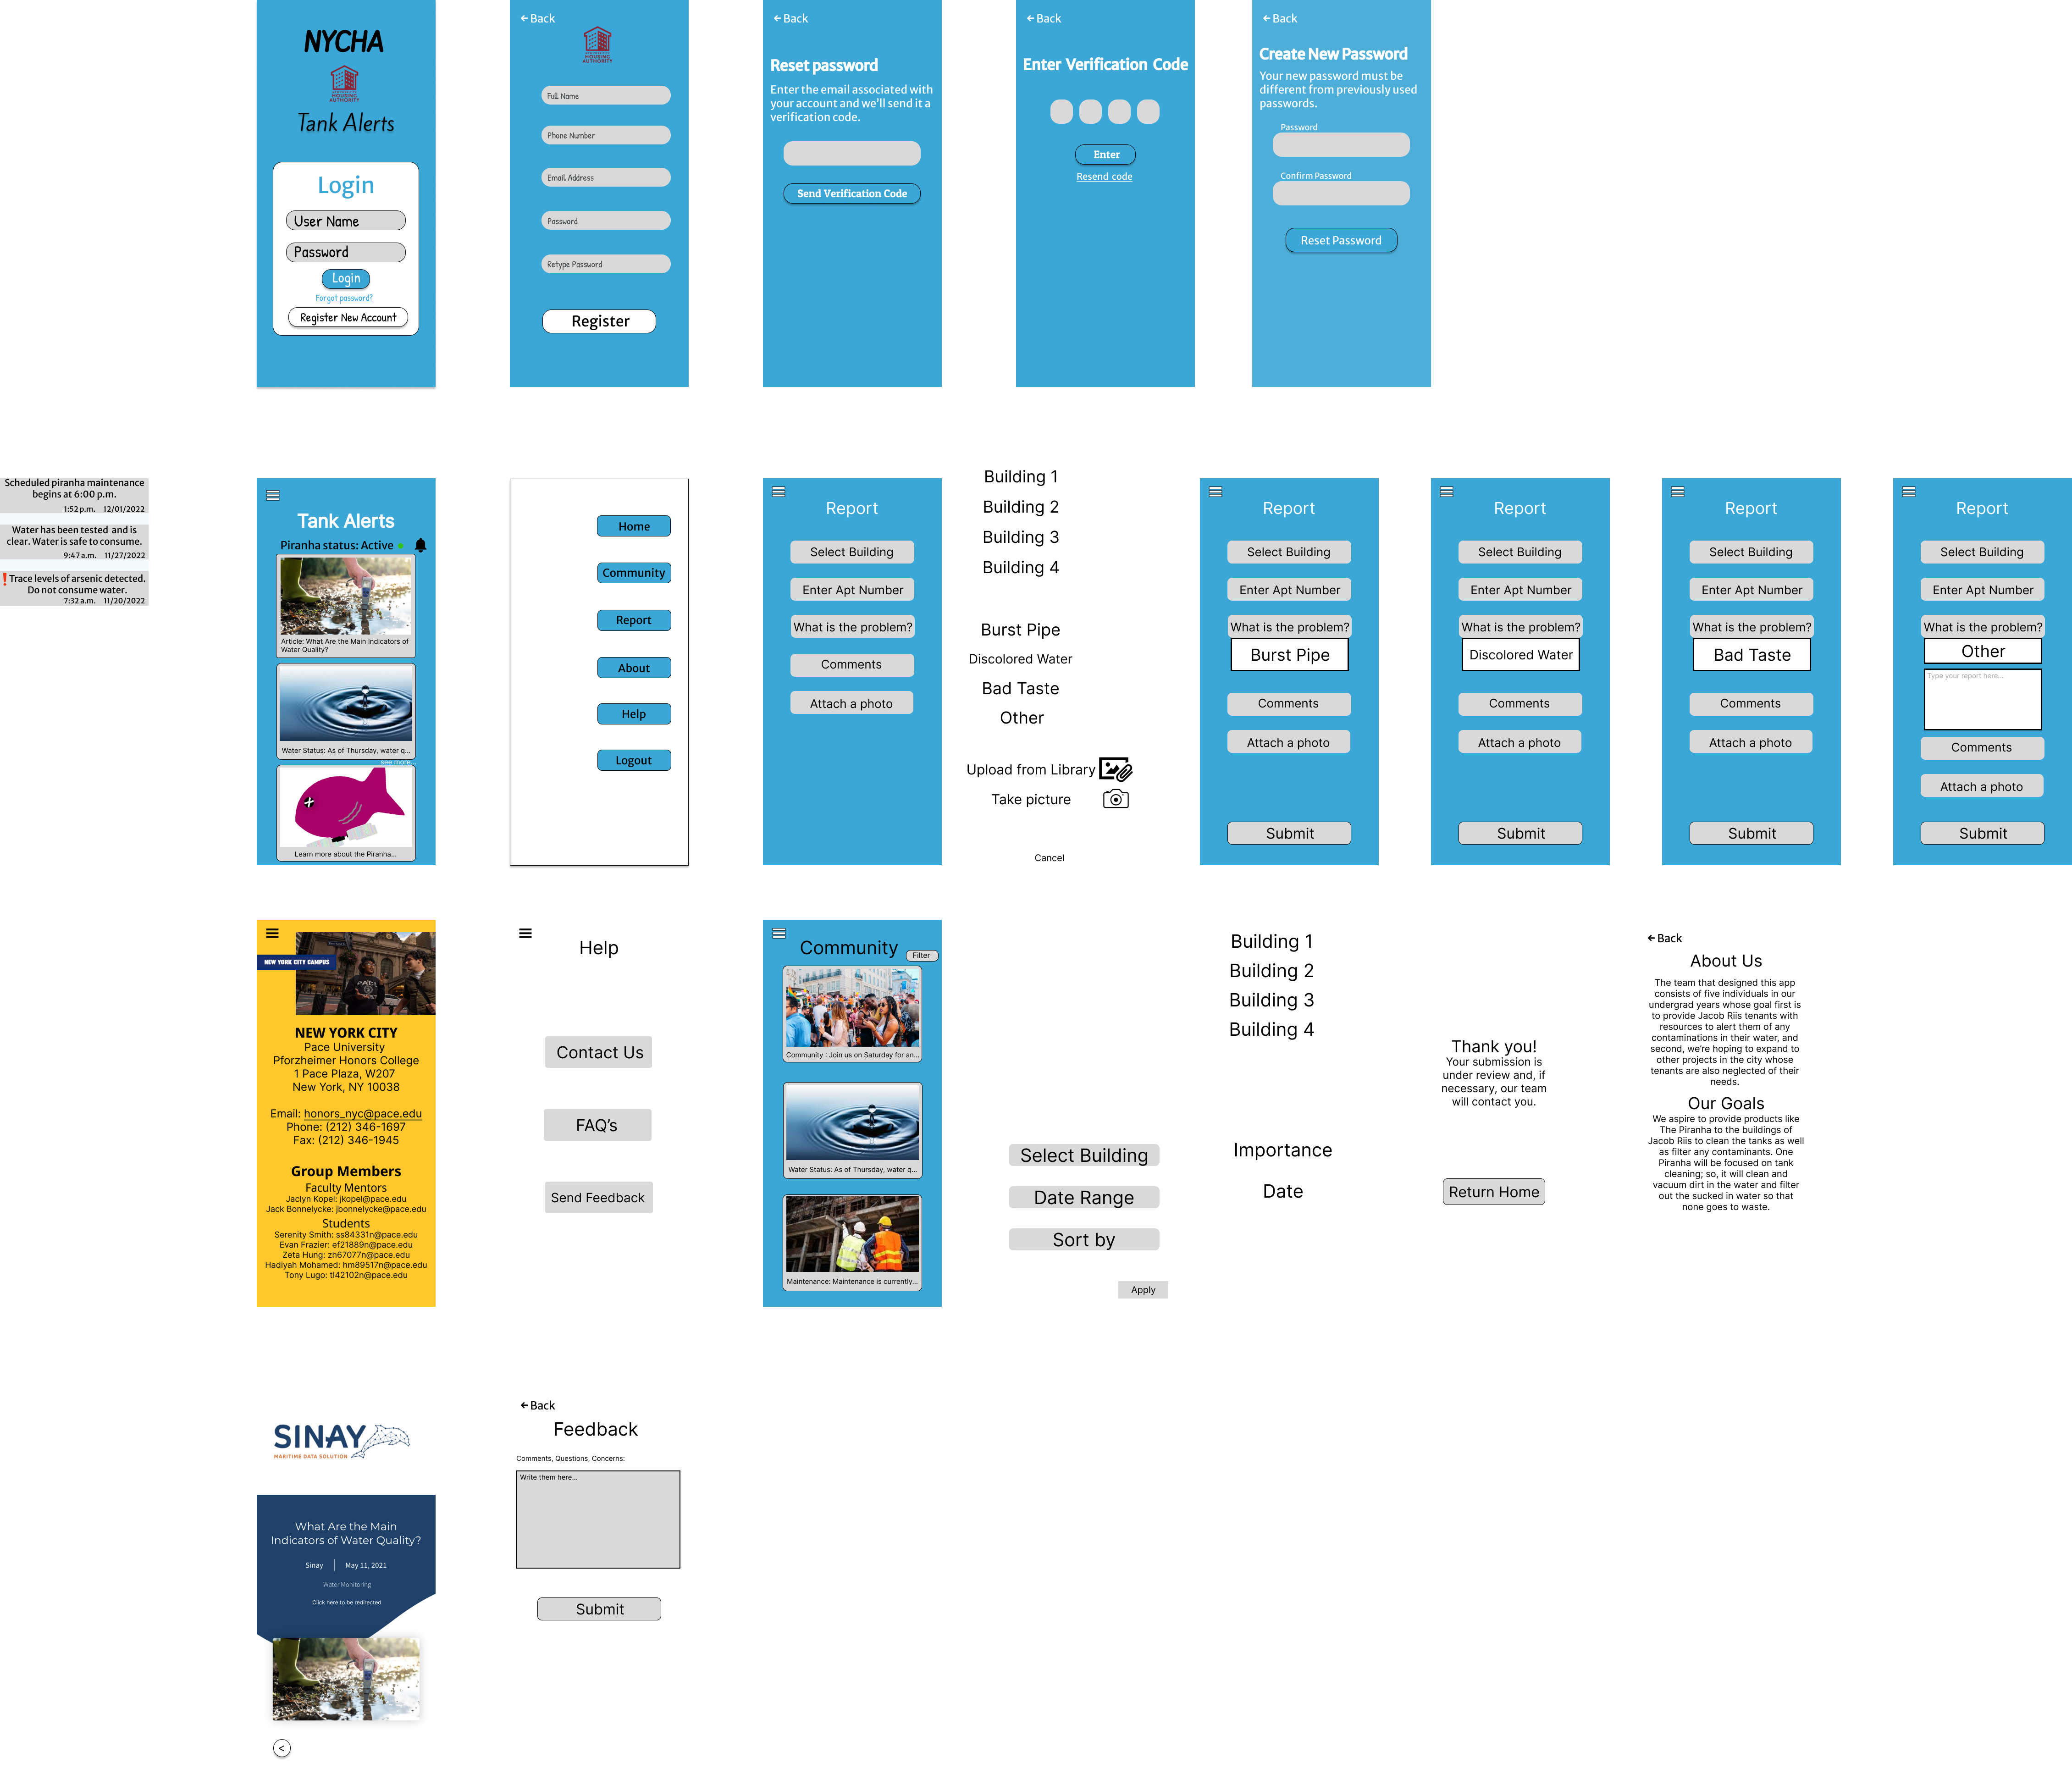 NYCHA
NEW YORK CITY
HOUSING
AUTHORITY
Tank Alerts
Login
User Name
Password
Login
Forgot password?
Register New Account
← Back
NEW YORK CITY
HOUSING
AUTHORITY
Full Name
Phone Number
Email Address
Password
Retype Password
Register
← Back
Reset password
Enter the email associated with
your account and we'll send it a
verification code.
Send Verification Code
← Back
Enter Verification Code
Enter
Resend code
← Back
Create New Password
Your new password must be
different from previously used
passwords.
Password
Confirm Password
Reset Password
Scheduled piranha maintenance
begins at 6:00 p.m.
1:52 p.m. 12/01/2022
Water has been tested and is
clear. Water is safe to consume.
9:47 a.m. 11/27/2022
❗Trace levels of arsenic detected.
Do not consume water.
7:32 a.m. 11/20/2022
Tank Alerts
Piranha status: Active
Article: What Are the Main Indicators of
Water Quality?
Water Status: As of Thursday, water q...
see more...
Learn more about the Piranha...
Home
Community
Report
About
Help
Logout
Report
Select Building
Enter Apt Number
What is the problem?
Comments
Attach a photo
Building 1
Building 2
Building 3
Building 4
Burst Pipe
Discolored Water
Bad Taste
Other
Upload from Library
Take picture
Cancel
Report
Select Building
Enter Apt Number
What is the problem?
Burst Pipe
Comments
Attach a photo
Submit
Report
Select Building
Enter Apt Number
What is the problem?
Discolored Water
Comments
Attach a photo
Submit
Report
Select Building
Enter Apt Number
What is the problem?
Bad Taste
Comments
Attach a photo
Submit
Report
Select Building
Enter Apt Number
What is the problem?
Other
Type your report here...
Comments
Attach a photo
Submit
NEW YORK CITY CAMPUS
PACE
NEW YORK CITY
Pace University
Pforzheimer Honors College
1 Pace Plaza, W207
New York, NY 10038
Email: honors_nyc@pace.edu
Phone: (212) 346-1697
Fax: (212) 346-1945
Group Members
Faculty Mentors
Jaclyn Kopel: jkopel@pace.edu
Jack Bonnelycke: jbonnelycke@pace.edu
Students
Serenity Smith: ss84331n@pace.edu
Evan Frazier: ef21889n@pace.edu
Zeta Hung: zh67077n@pace.edu
Hadiyah Mohamed: hm89517n@pace.edu
Tony Lugo: tl42102n@pace.edu
Help
Contact Us
FAQ's
Send Feedback
Community
Filter
Community : Join us on Saturday for an...
Water Status: As of Thursday, water q...
Maintenance: Maintenance is currently...
Select Building
Date Range
Sort by
Apply
Building 1
Building 2
Building 3
Building 4
Importance
Date
Thank you!
Your submission is
under review and, if
necessary, our team
will contact you.
Return Home
← Back
About Us
The team that designed this app
consists of five individuals in our
undergrad years whose goal first is
to provide Jacob Riis tenants with
resources to alert them of any
contaminations in their water, and
second, we're hoping to expand to
other projects in the city whose
tenants are also neglected of their
needs.
Our Goals
We aspire to provide products like
The Piranha to the buildings of
Jacob Riis to clean the tanks as well
as filter any contaminants. One
Piranha will be focused on tank
cleaning; so, it will clean and
vacuum dirt in the water and filter
out the sucked in water so that
none goes to waste.
SINAY
MARITIME DATA SOLUTION
What Are the Main
Indicators of Water Quality?
Sinay
May 11, 2021
Water Monitoring
Click here to be redirected
<
← Back
Feedback
Comments, Questions, Concerns:
Write them here...
Submit